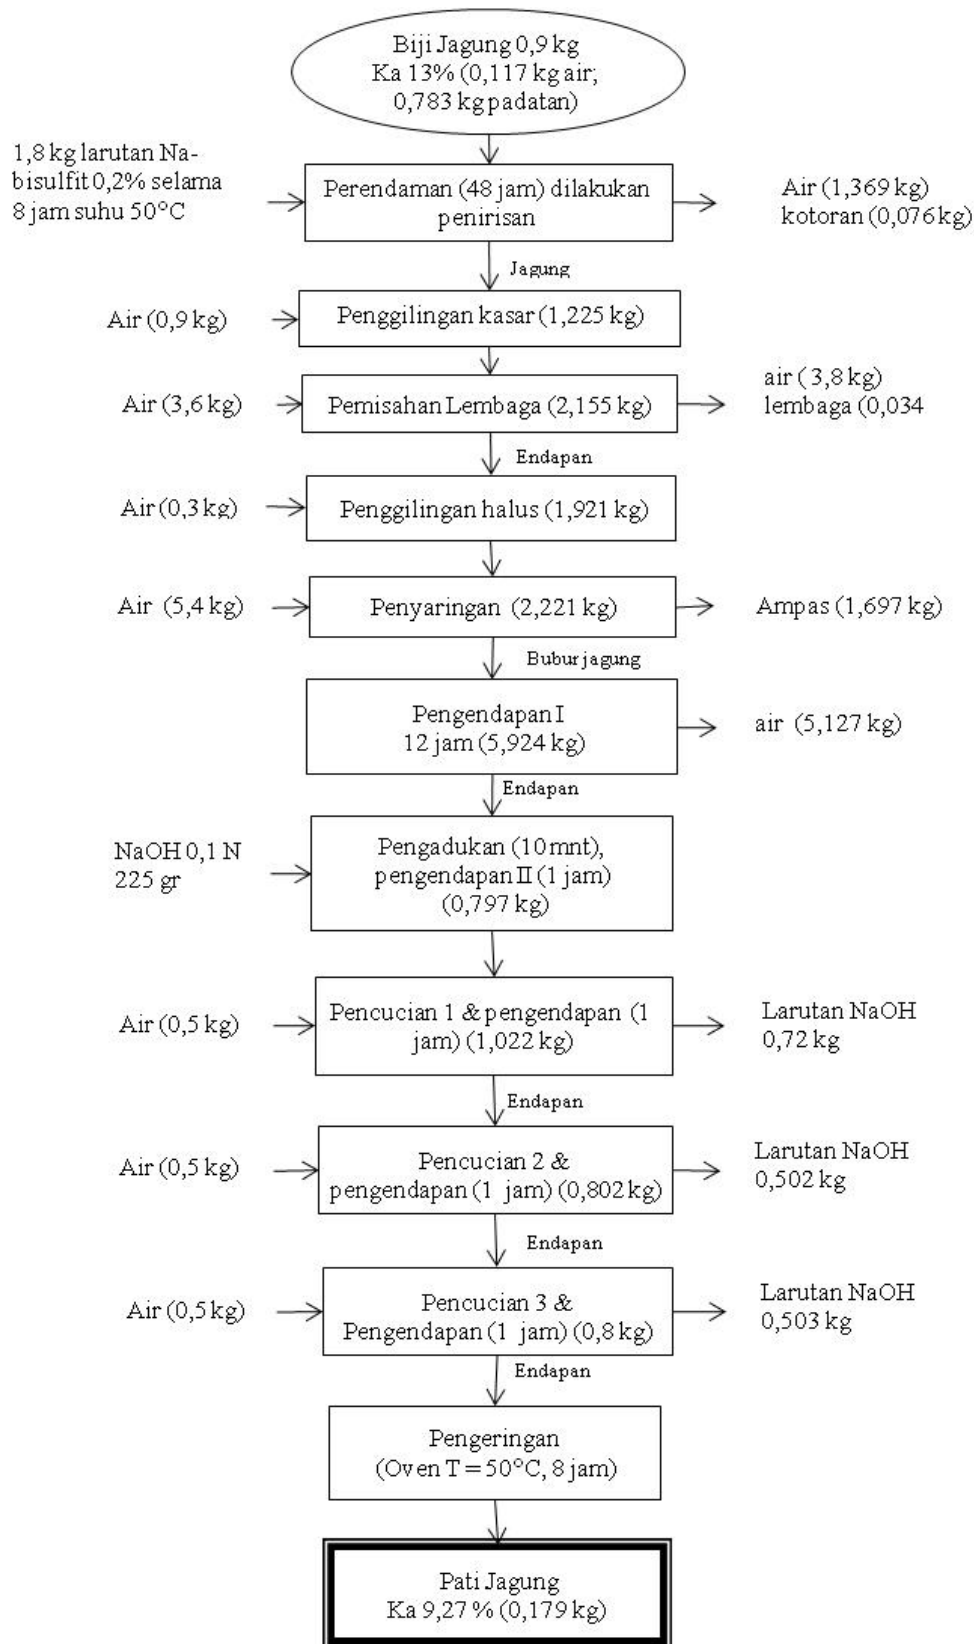 Biji Jagung 0,9 kg
Ka 13% (0,117 kg air;
0,783 kg padatan)
1,8 kg larutan Na-
bisulfit 0,2% selama
8 jam suhu 50°C
Perendaman (48 jam) dilakukan
penirisan
Air (1,369 kg)
kotoran (0,076 kg)
Jagung
Air (0,9 kg)
Penggilingan kasar (1,225 kg)
Air (3,6 kg)
Pemisahan Lembaga (2,155 kg)
air (3,8 kg)
lembaga (0,034
Endapan
Air (0,3 kg)
Penggilingan halus (1,921 kg)
Air (5,4 kg)
Penyaringan (2,221 kg)
Ampas (1,697 kg)
Bubur jagung
Pengendapan I
12 jam (5,924 kg)
air (5,127 kg)
Endapan
NaOH 0,1 N
225 gr
Pengadukan (10 mnt),
pengendapan II (1 jam)
(0,797 kg)
Air (0,5 kg)
Pencucian 1 & pengendapan (1
jam) (1,022 kg)
Larutan NaOH
0,72 kg
Endapan
Air (0,5 kg)
Pencucian 2 &
pengendapan (1 jam) (0,802 kg)
Larutan NaOH
0,502 kg
Endapan
Air (0,5 kg)
Pencucian 3 &
Pengendapan (1 jam) (0,8 kg)
Larutan NaOH
0,503 kg
Endapan
Pengeringan
(Oven T = 50°C, 8 jam)
Pati Jagung
Ka 9,27 % (0,179 kg)